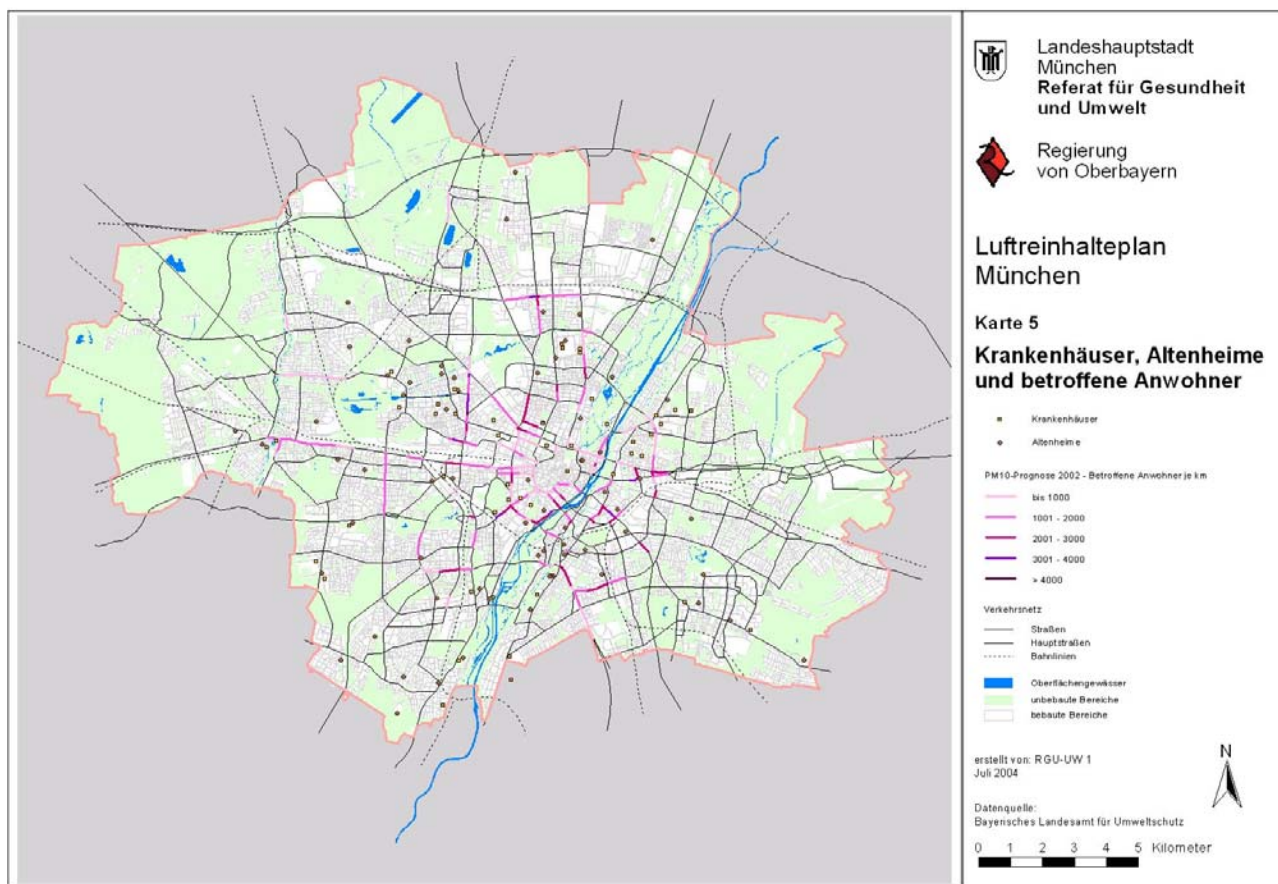 Landeshauptstadt
München
Referat für Gesundheit
und Umwelt
Regierung
von Oberbayern
Luftreinhalteplan
München
Karte 5
Krankenhäuser, Altenheime
und betroffene Anwohner
Krankenhäuser
Altenheime
PM10-Prognose 2002 - Betroffene Anwohner je km
bis 1000
1001 - 2000
2001 - 3000
3001 - 4000
> 4000
Verkehrsnetz
Straßen
Hauptstraßen
Bahnlinien
Oberflächengewässer
unbebaute Bereiche
bebaute Bereiche
erstellt von: RGU-UW 1
Juli 2004
N
Datenquelle:
Bayerisches Landesamt für Umweltschutz
0 1 2 3 4 5 Kilometer